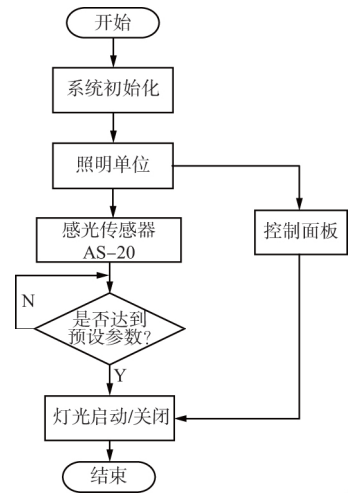 开始
系统初始化
照明单位
感光传感器
AS-20
控制面板
N
是否达到
预设参数?
Y
灯光启动/关闭
结束